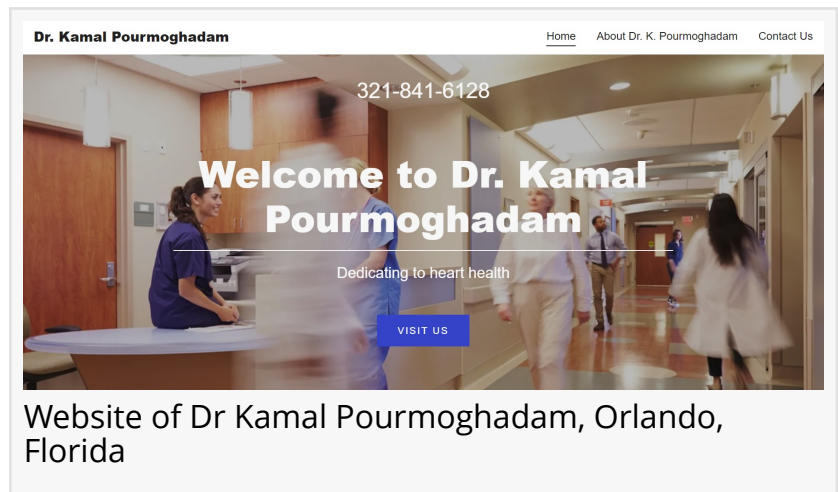 Dr. Kamal Pourmoghadam
Home About Dr. K. Pourmoghadam Contact Us
321-841-6128
Welcome to Dr. Kamal
Pourmoghadam
Dedicating to heart health
VISIT US
Website of Dr Kamal Pourmoghadam, Orlando,
Florida